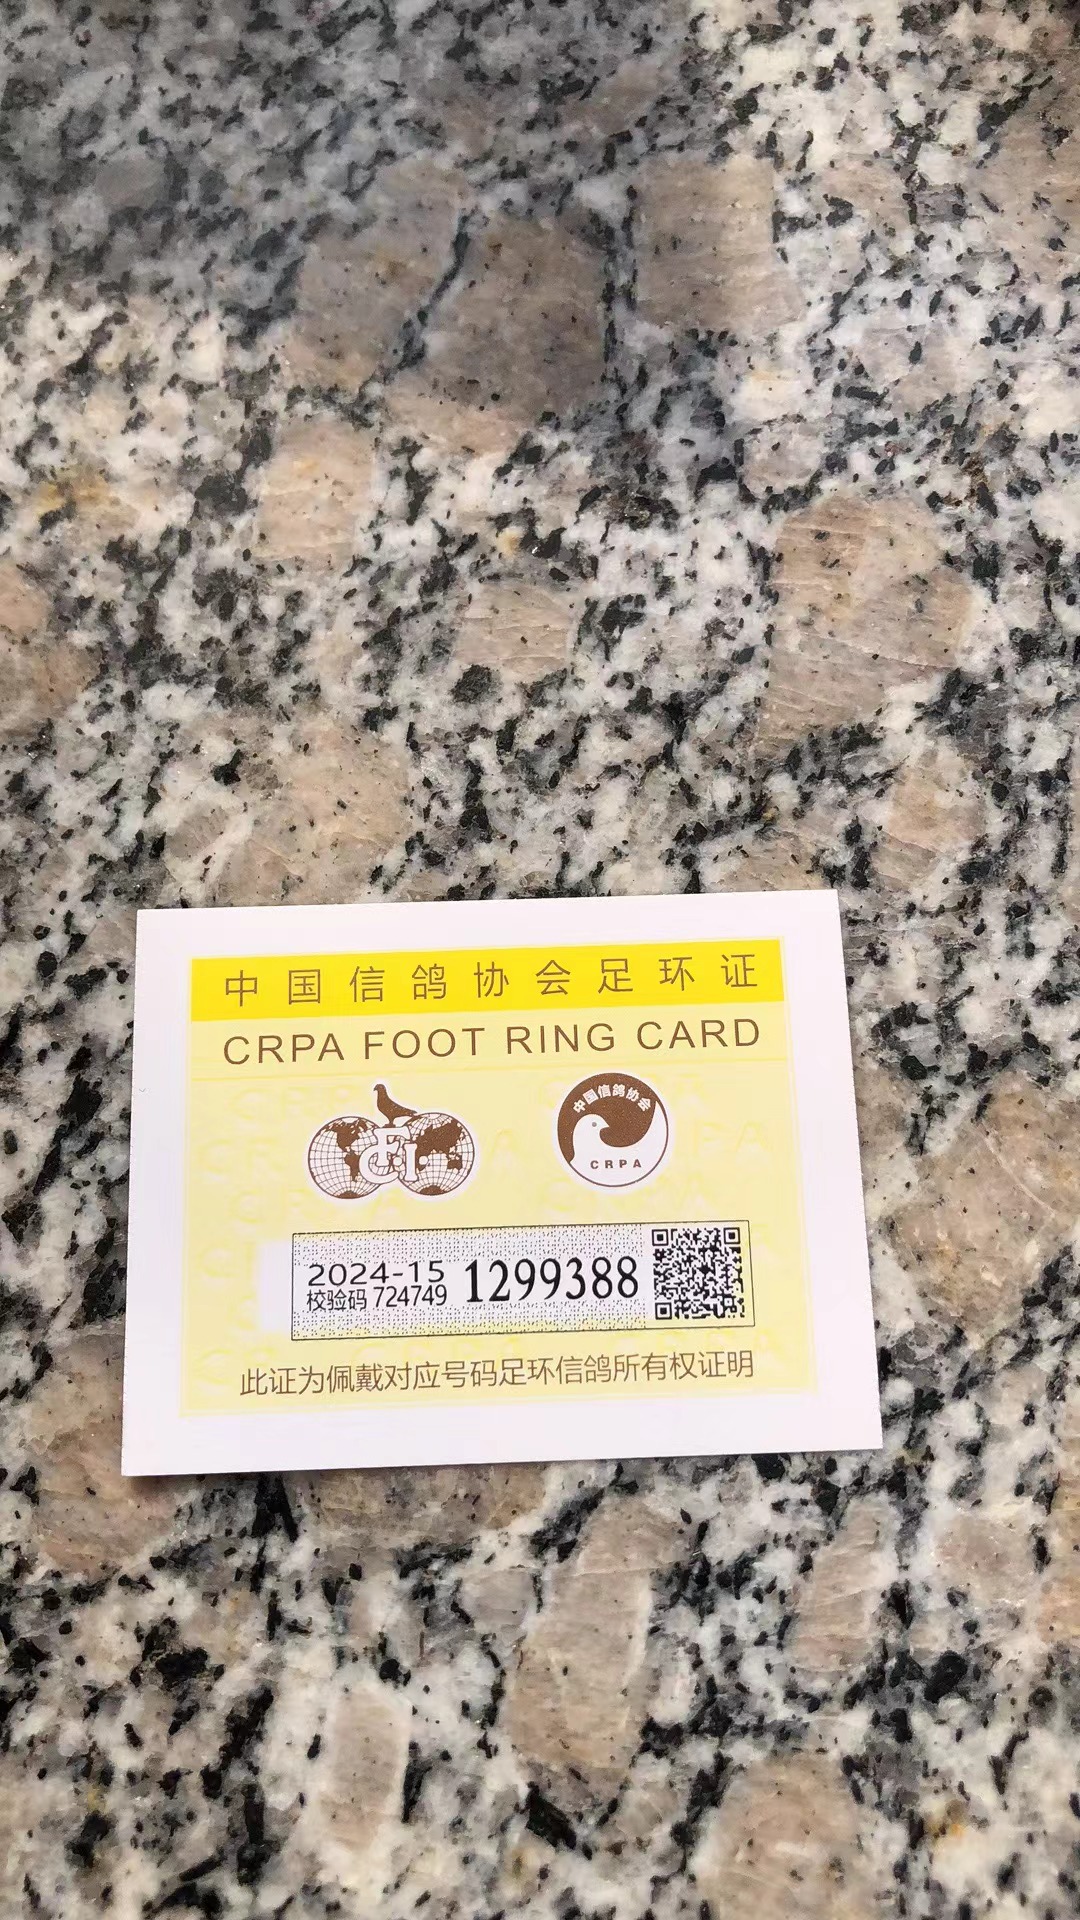 中国信鸽协会足环证
CRPA FOOT RING CARD
FCI
中国信鸽协会
CRPA
2024-15
校验码 724749
1299388
此证为佩戴对应号码足环信鸽所有权证明